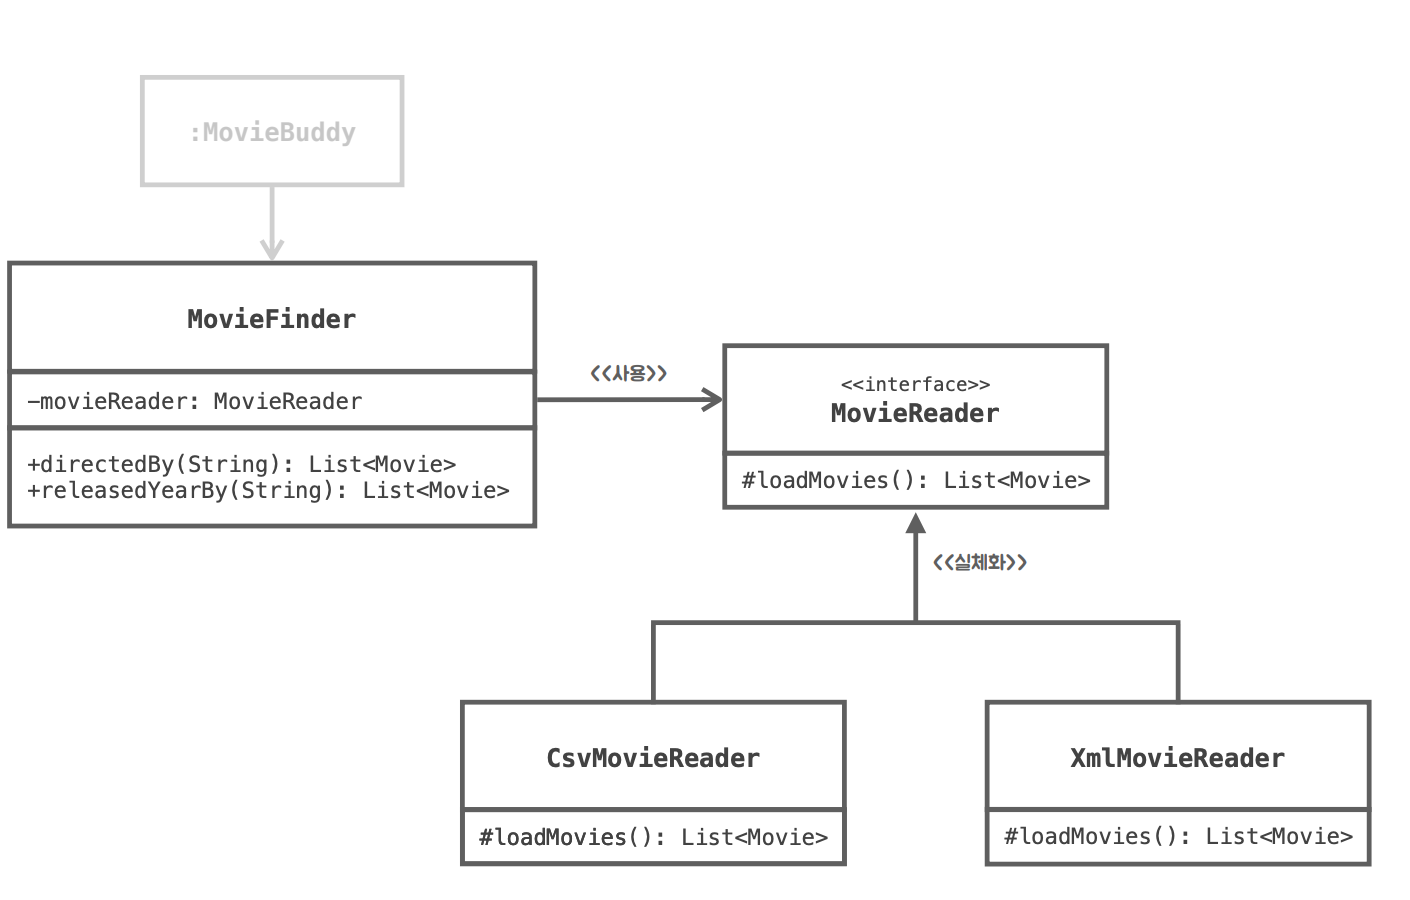 :MovieBuddy
MovieFinder
-movieReader: MovieReader
+directedBy(String): List<Movie>
+releasedYearBy(String): List<Movie>
<<사용>>
<<interface>>
MovieReader
#loadMovies(): List<Movie>
<<실체화>>
CsvMovieReader
#loadMovies(): List<Movie>
XmlMovieReader
#loadMovies(): List<Movie>